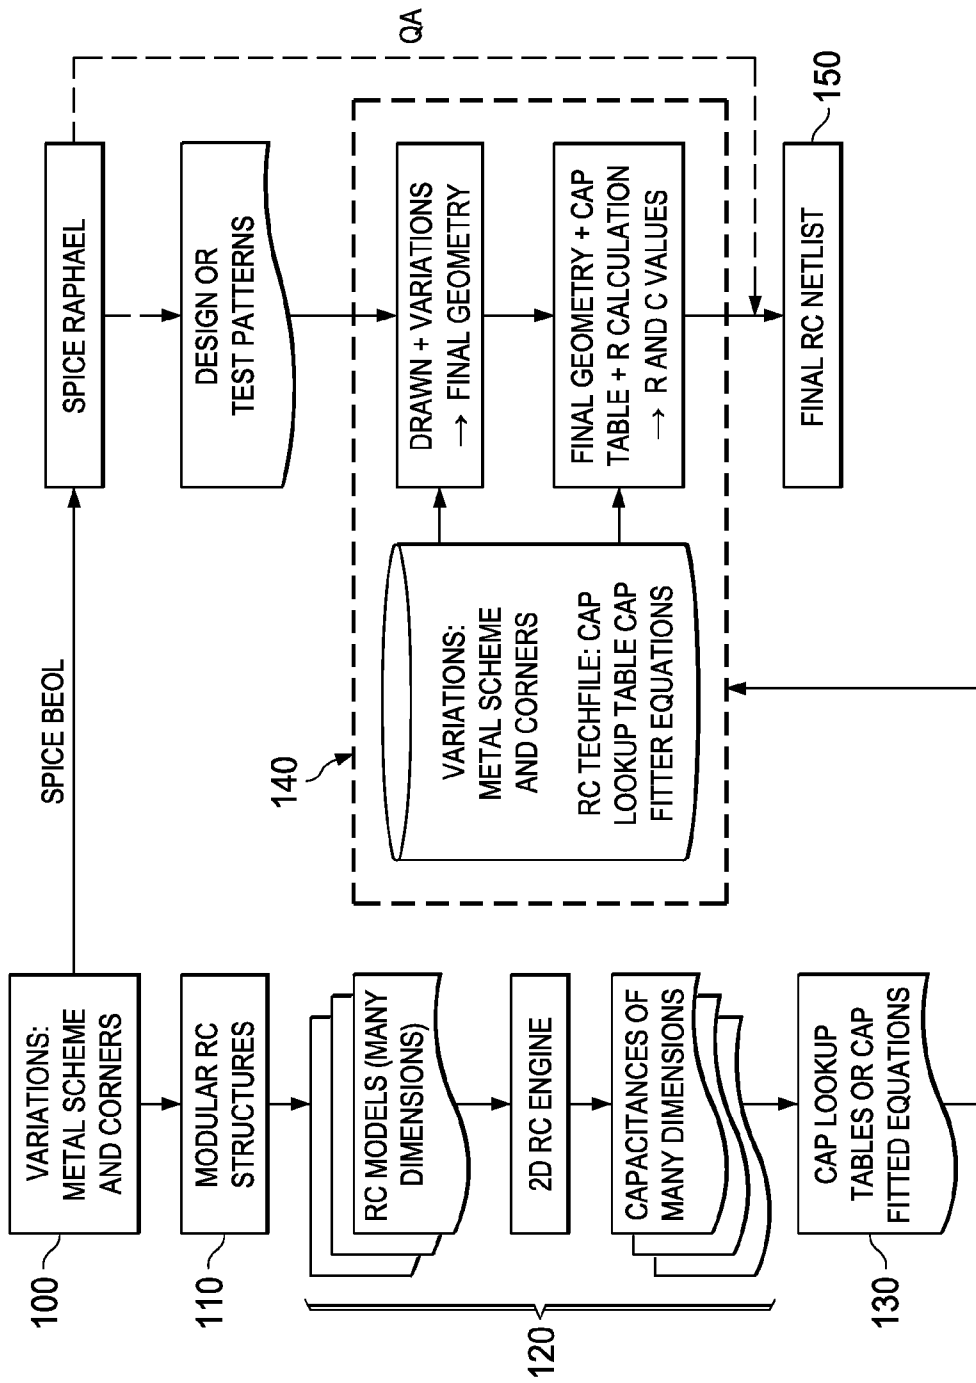 100
VARIATIONS:
METAL SCHEME
AND CORNERS
SPICE BEOL
SPICE RAPHAEL
QA
110
MODULAR RC
STRUCTURES
DESIGN OR
TEST PATTERNS
120
RC MODELS (MANY
DIMENSIONS)
2D RC ENGINE
CAPACITANCES OF
MANY DIMENSIONS
130
CAP LOOKUP
TABLES OR CAP
FITTED EQUATIONS
140
VARIATIONS:
METAL SCHEME
AND CORNERS
RC TECHFILE: CAP
LOOKUP TABLE CAP
FITTER EQUATIONS
DRAWN + VARIATIONS
→ FINAL GEOMETRY
FINAL GEOMETRY + CAP
TABLE + R CALCULATION
→ R AND C VALUES
FINAL RC NETLIST
150